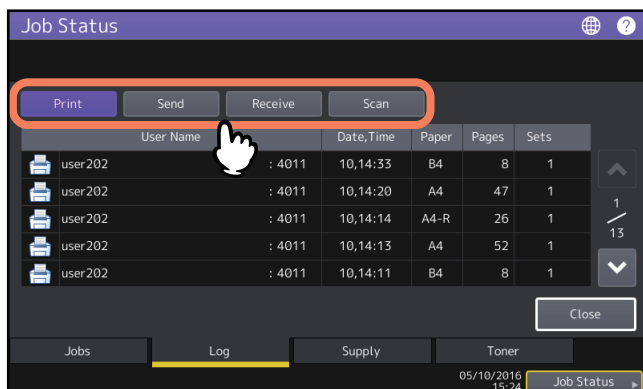 Job Status ?
Print Send Receive Scan
User Name Date,Time Paper Pages Sets
user202 : 4011 10,14:33 B4 8 1
user202 : 4011 10,14:20 A4 47 1
user202 : 4011 10,14:14 A4-R 26 1
user202 : 4011 10,14:13 A4 52 1
user202 : 4011 10,14:11 B4 8 1
1
13
Close
Jobs Log Supply Toner
05/10/2016
15:24
Job Status